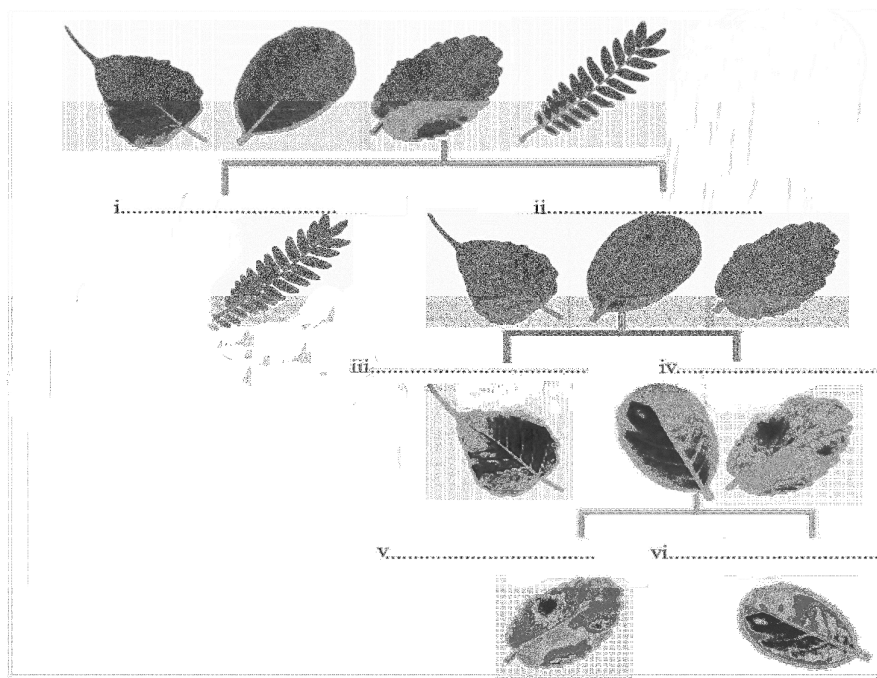 i..............................................
ii..............................................
iii..............................................
iv..............................................
v..............................................
vi..............................................